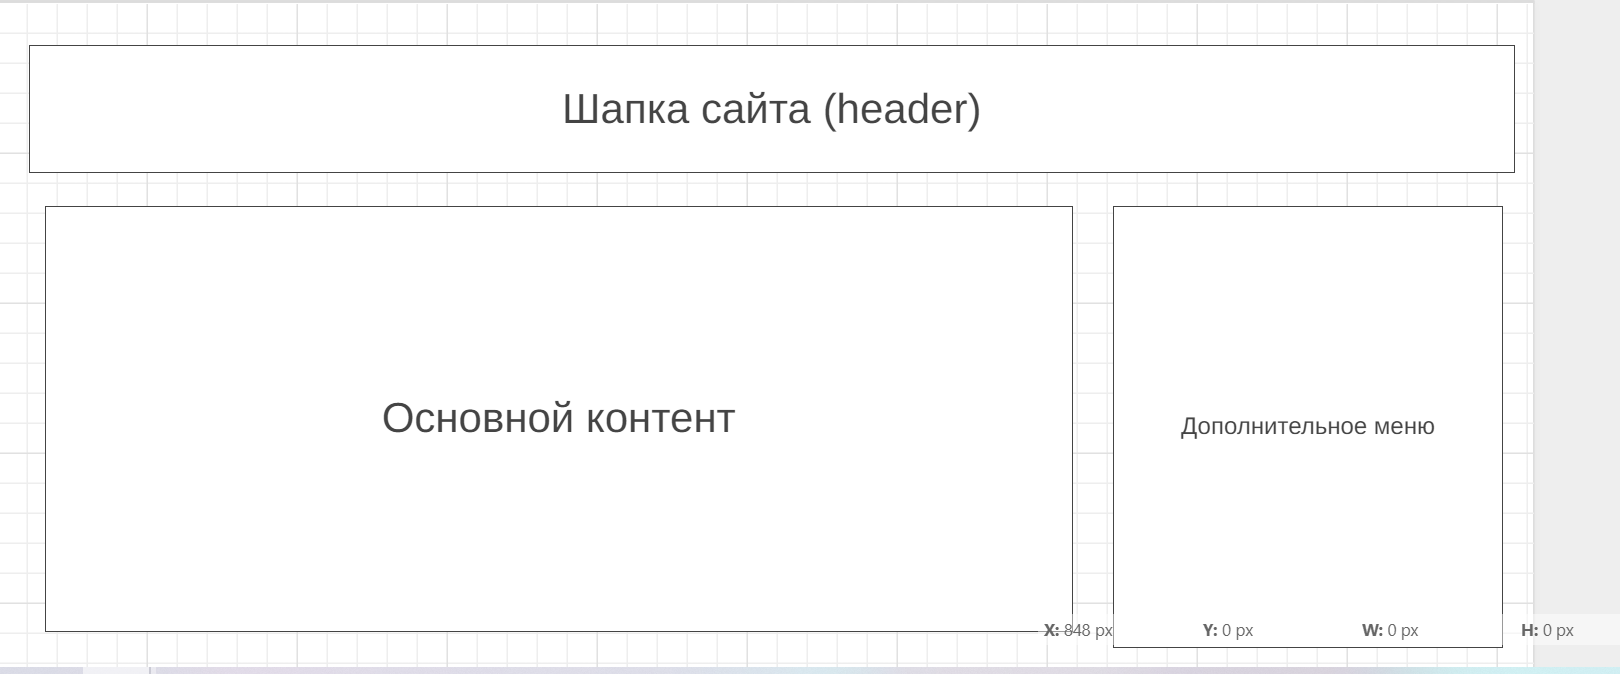 Шапка сайта (header)
Основной контент
Дополнительное меню
X: 848 px Y: 0 px W: 0 px H: 0 px